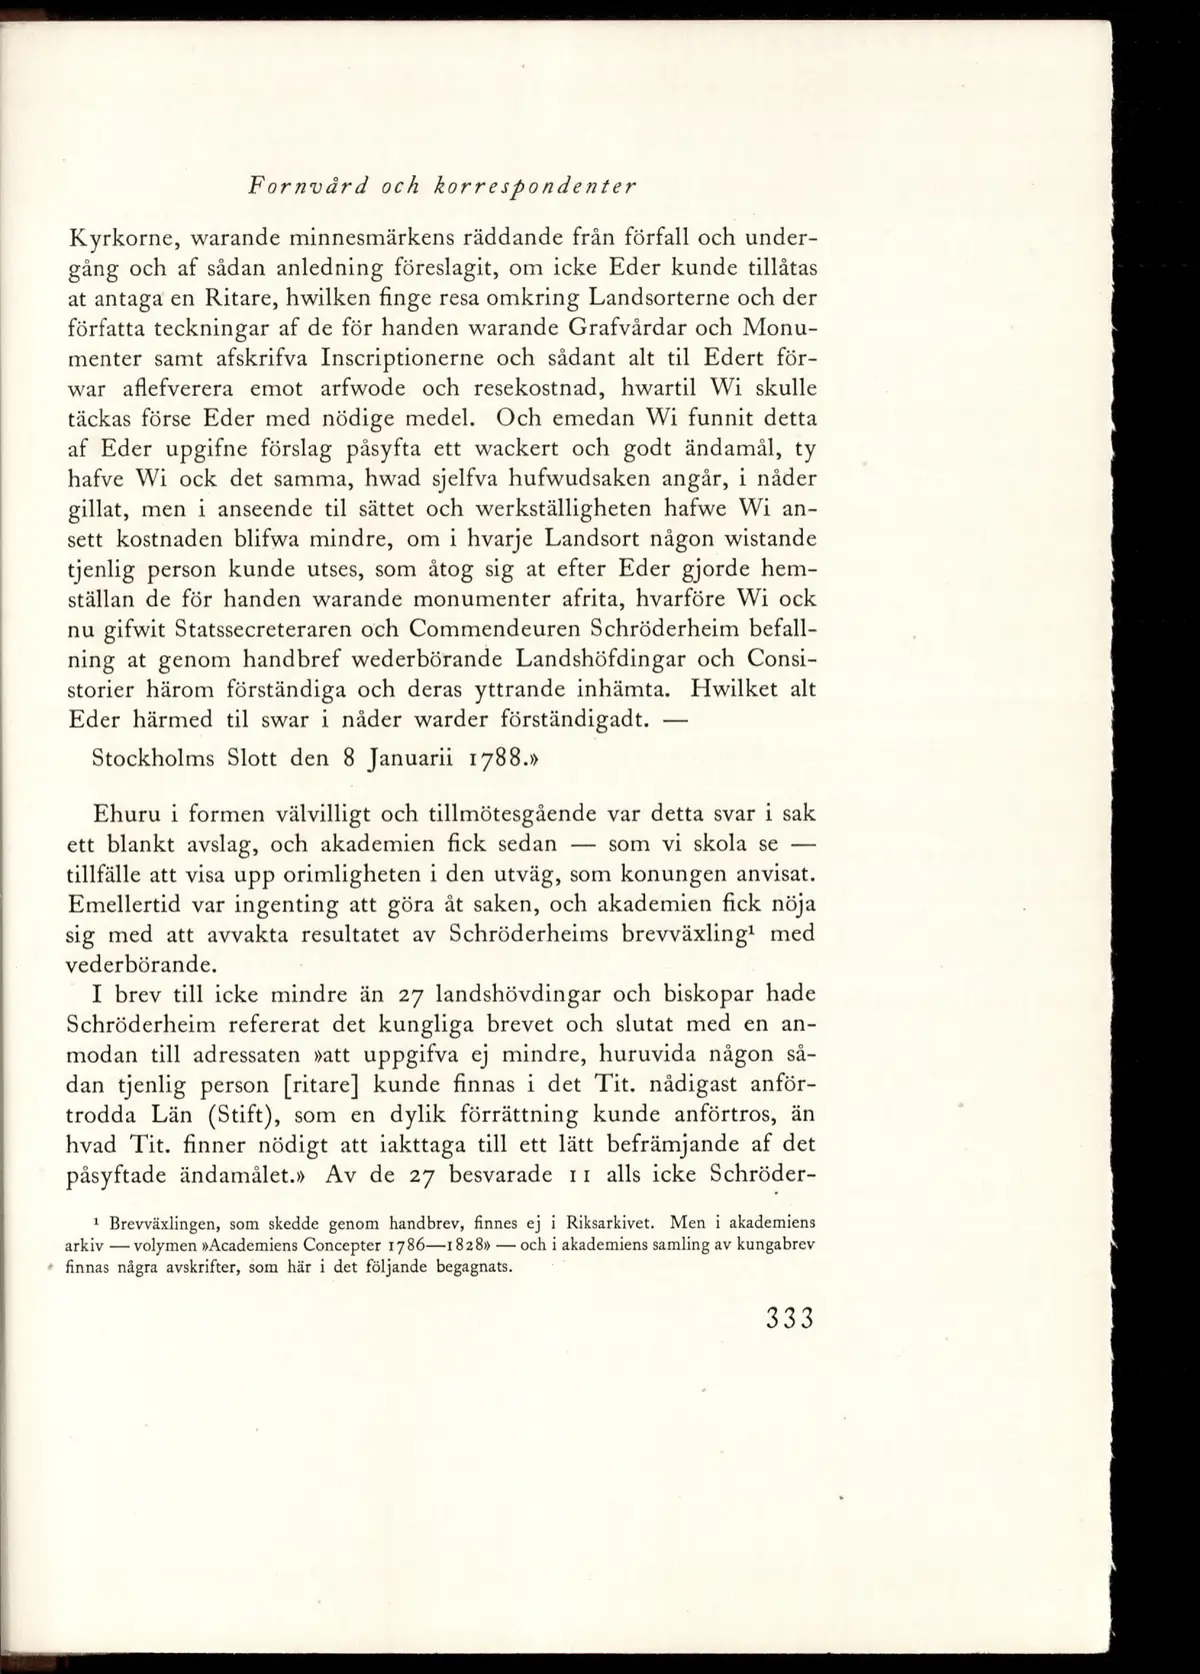 Fornvård och korrespondenter
Kyrkorne, warande minnesmärkens räddande från förfall och under-
gång och af sådan anledning föreslagit, om icke Eder kunde tillåtas
at antaga en Ritare, hwilken finge resa omkring Landsorterne och der
författa teckningar af de för handen warande Grafvårdar och Monu-
menter samt afskrifva Inscriptionerne och sådant alt til Edert för-
war aflefverera emot arfwode och resekostnad, hwartil Wi skulle
täckas förse Eder med nödige medel. Och emedan Wi funnit detta
af Eder upgifne förslag påsyfta ett wackert och godt ändamål, ty
hafve Wi ock det samma, hwad sjelfva hufwudsaken angår, i nåder
gillat, men i anseende til sättet och werkställigheten hafwe Wi an-
sett kostnaden blifwa mindre, om i hvarje Landsort någon wistande
tjenlig person kunde utses, som åtog sig at efter Eder gjorde hem-
ställan de för handen warande monumenter afrita, hvarföre Wi ock
nu gifwit Statssecreteraren och Commendeuren Schröderheim befall-
ning at genom handbref wederbörande Landshöfdingar och Consi-
storier härom förständiga och deras yttrande inhämta. Hwilket alt
Eder härmed til swar i nåder warder förständigadt. —
Stockholms Slott den 8 Januarii 1788.»
Ehuru i formen välvilligt och tillmötesgående var detta svar i sak
ett blankt avslag, och akademien fick sedan — som vi skola se —
tillfälle att visa upp orimligheten i den utväg, som konungen anvisat.
Emellertid var ingenting att göra åt saken, och akademien fick nöja
sig med att avvakta resultatet av Schröderheims brevväxling¹ med
vederbörande.
I brev till icke mindre än 27 landshövdingar och biskopar hade
Schröderheim refererat det kungliga brevet och slutat med en an-
modan till adressaten »att uppgifva ej mindre, huruvida någon så-
dan tjenlig person [ritare] kunde finnas i det Tit. nådigast anför-
trodda Län (Stift), som en dylik förrättning kunde anförtros, än
hvad Tit. finner nödigt att iakttaga till ett lätt befrämjande af det
påsyftade ändamålet.» Av de 27 besvarade 11 alls icke Schröder-
¹ Brevväxlingen, som skedde genom handbrev, finnes ej i Riksarkivet. Men i akademiens
arkiv — volymen »Academiens Concepter 1786—1828» — och i akademiens samling av kungabrev
finnas några avskrifter, som här i det följande begagnats.
333